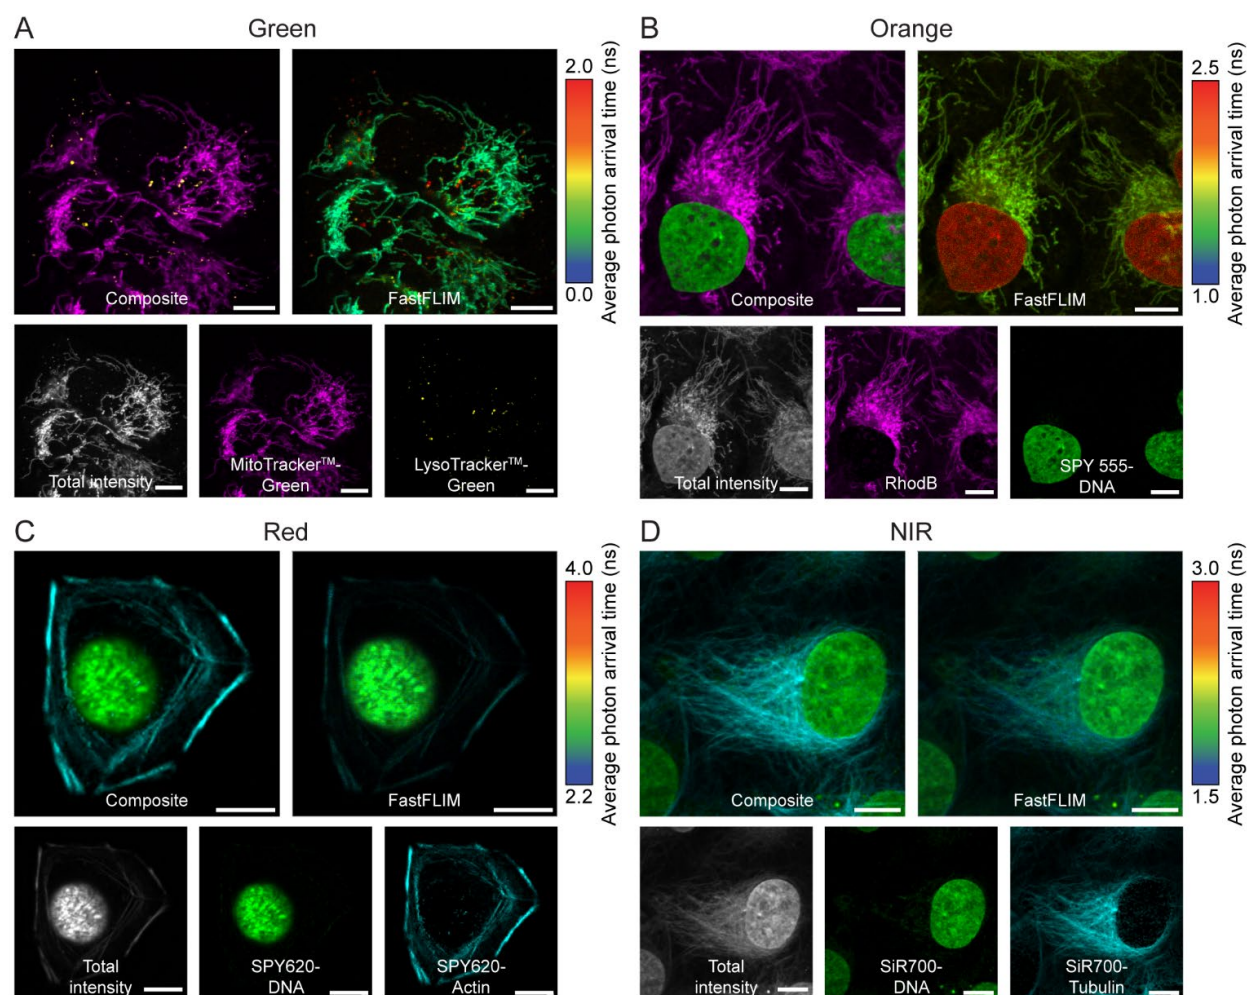 A
Green
Composite
FastFLIM
2.0
0.0
Average photon arrival time (ns)
Total intensity
MitoTracker™-
Green
LysoTracker™-
Green
B
Orange
Composite
FastFLIM
2.5
1.0
Average photon arrival time (ns)
Total intensity
RhodB
SPY 555-
DNA
C
Red
Composite
FastFLIM
4.0
2.2
Average photon arrival time (ns)
Total
intensity
SPY620-
DNA
SPY620-
Actin
D
NIR
Composite
FastFLIM
3.0
1.5
Average photon arrival time (ns)
Total
intensity
SiR700-
DNA
SiR700-
Tubulin